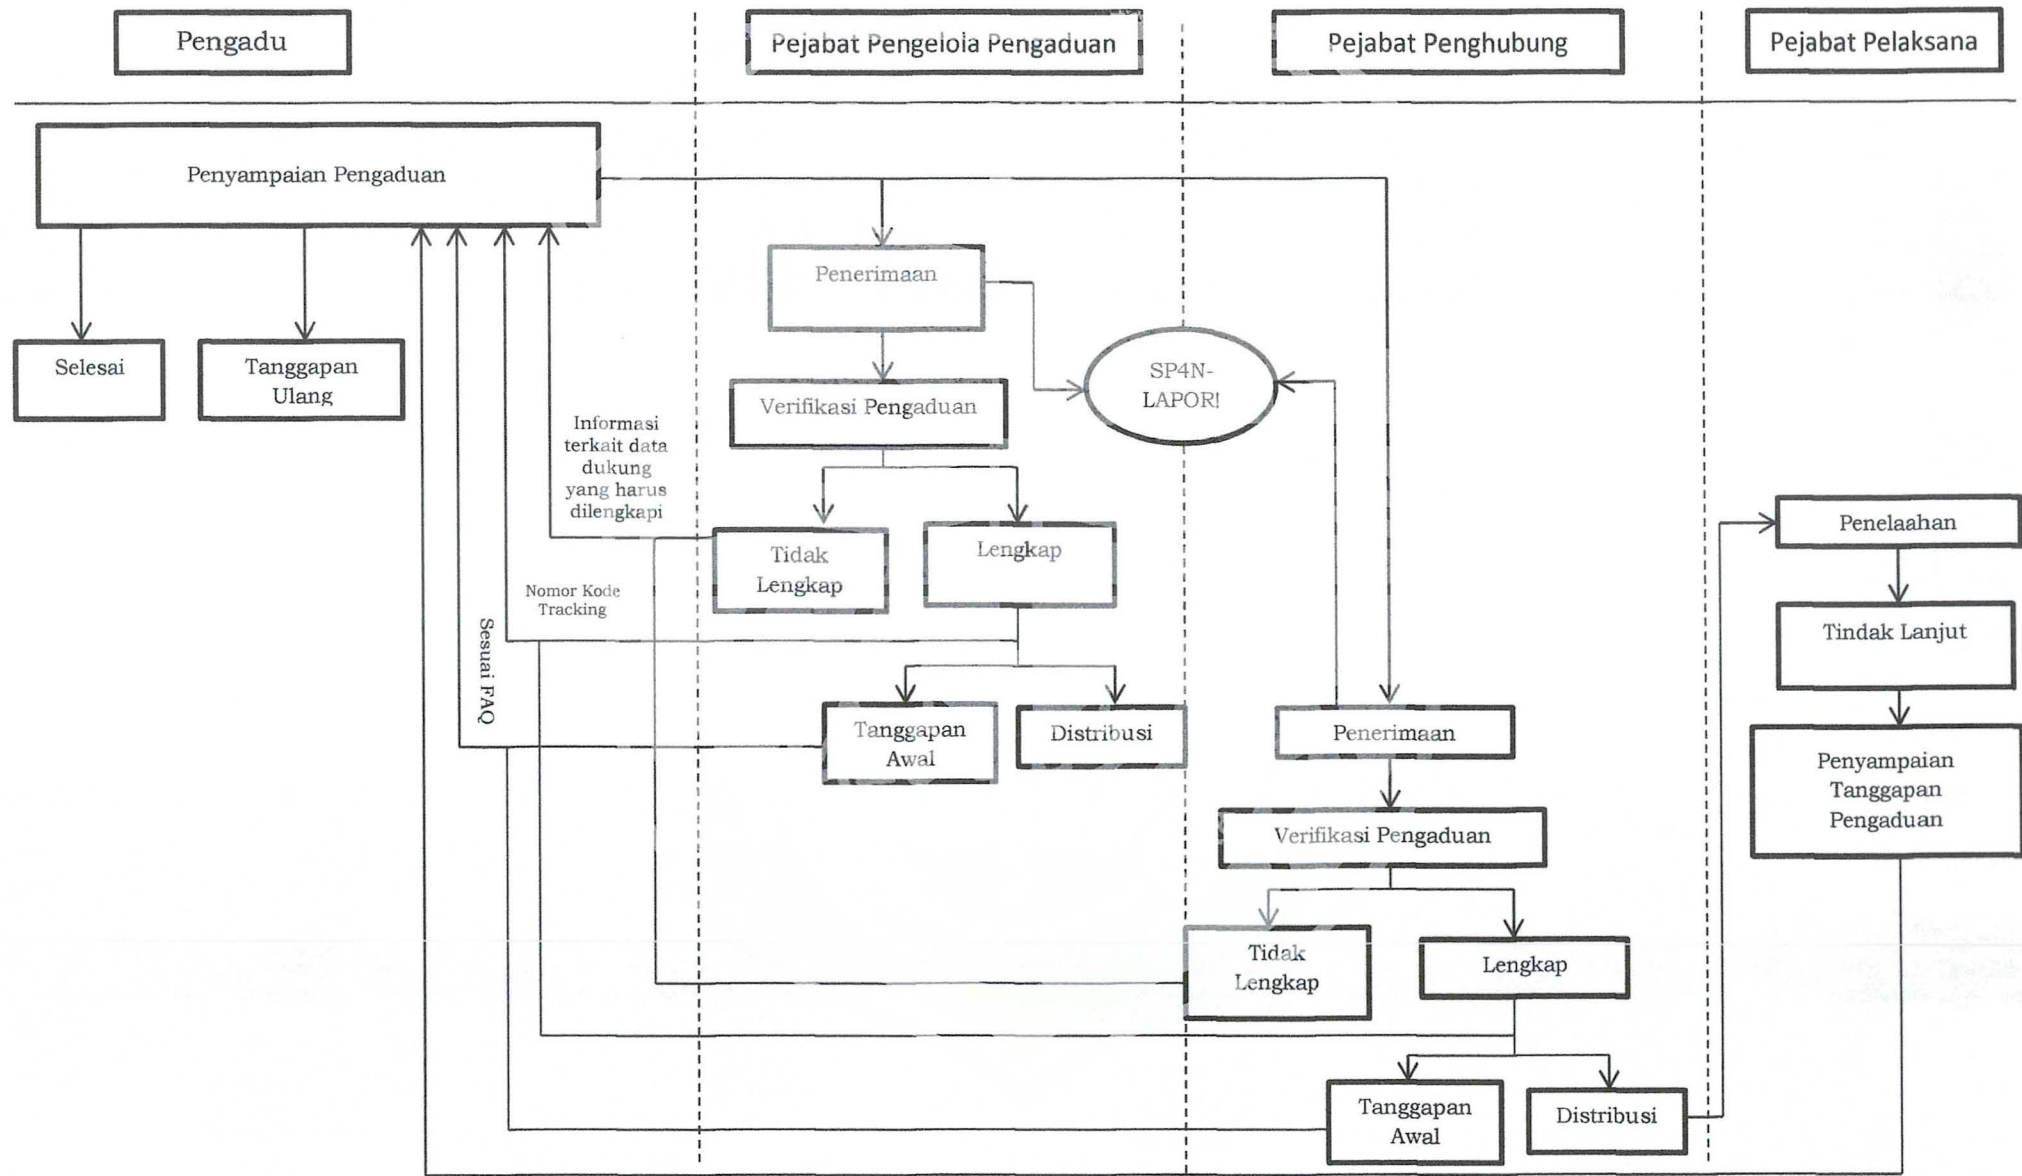 Pengadu
Pejabat Pengelola Pengaduan
Pejabat Penghubung
Pejabat Pelaksana
Penyampaian Pengaduan
Penerimaan
Selesai
Tanggapan
Ulang
SP4N-
LAPOR!
Verifikasi Pengaduan
Informasi
terkait data
dukung
yang harus
dilengkapi
Tidak
Lengkap
Lengkap
Penelaahan
Nomor Kode
Tracking
Sesuai FAQ
Tindak Lanjut
Tanggapan
Awal
Distribusi
Penerimaan
Penyampaian
Tanggapan
Pengaduan
Verifikasi Pengaduan
Tidak
Lengkap
Lengkap
Tanggapan
Awal
Distribusi